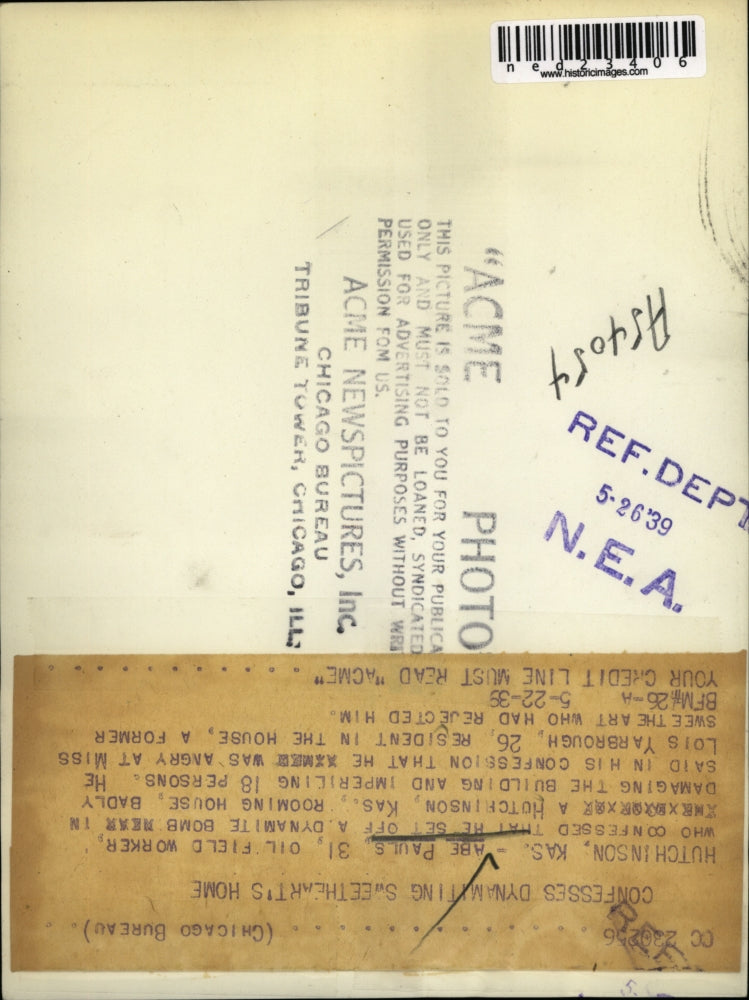 ned23406
www.historicimages.com
"ACME PHOTO
THIS PICTURE IS SOLD TO YOU FOR YOUR PUBLICA
ONLY AND MUST NOT BE LOANED, SYNDICATED
USED FOR ADVERTISING PURPOSES WITHOUT WRI
PERMISSION FOM US.
ACME NEWSPICTURES, Inc.
CHICAGO BUREAU
TRIBUNE TOWER, CHICAGO, ILL.
REF. DEPT
5-26'39
N.E.A.
CC 230256 . . . . . . . . . . . . (CHICAGO BUREAU) . .
CONFESSES DYNAMITING SWEETHEART'S HOME
HUTCHINSON, KAS. - ABE PAULS, 31, OIL FIELD WORKER,
WHO CONFESSED THAT HE SET OFF A DYNAMITE BOMB IN
A HUTCHINSON, KAS., ROOMING HOUSE, BADLY
DAMAGING THE BUILDING AND IMPERILING 18 PERSONS. HE
SAID IN HIS CONFESSION THAT HE WAS ANGRY AT MISS
LOIS YARBROUGH, 26, RESIDENT IN THE HOUSE, A FORMER
SWEETHEART WHO HAD REJECTED HIM.
BFM#26-A 5-22-39
YOUR CREDIT LINE MUST READ "ACME" . . . . . . . . . . .
REF
5-